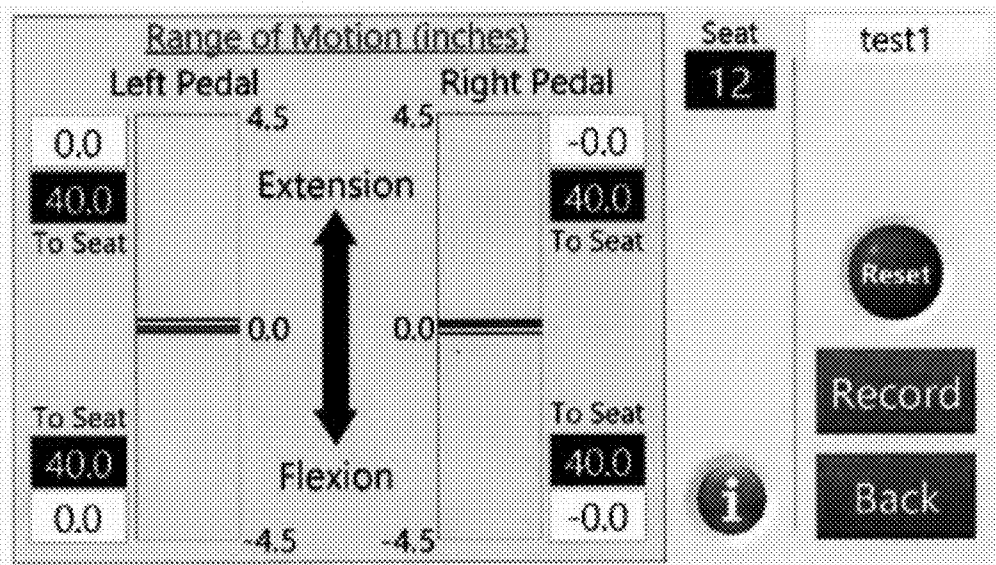 Range of Motion (inches)
Left Pedal
Right Pedal
Seat
12
test1
0.0
40.0
To Seat
4.5
4.5
-0.0
40.0
To Seat
Extension
Reset
0.0
0.0
Record
To Seat
40.0
0.0
Flexion
To Seat
40.0
-0.0
i
Back
-4.5
-4.5